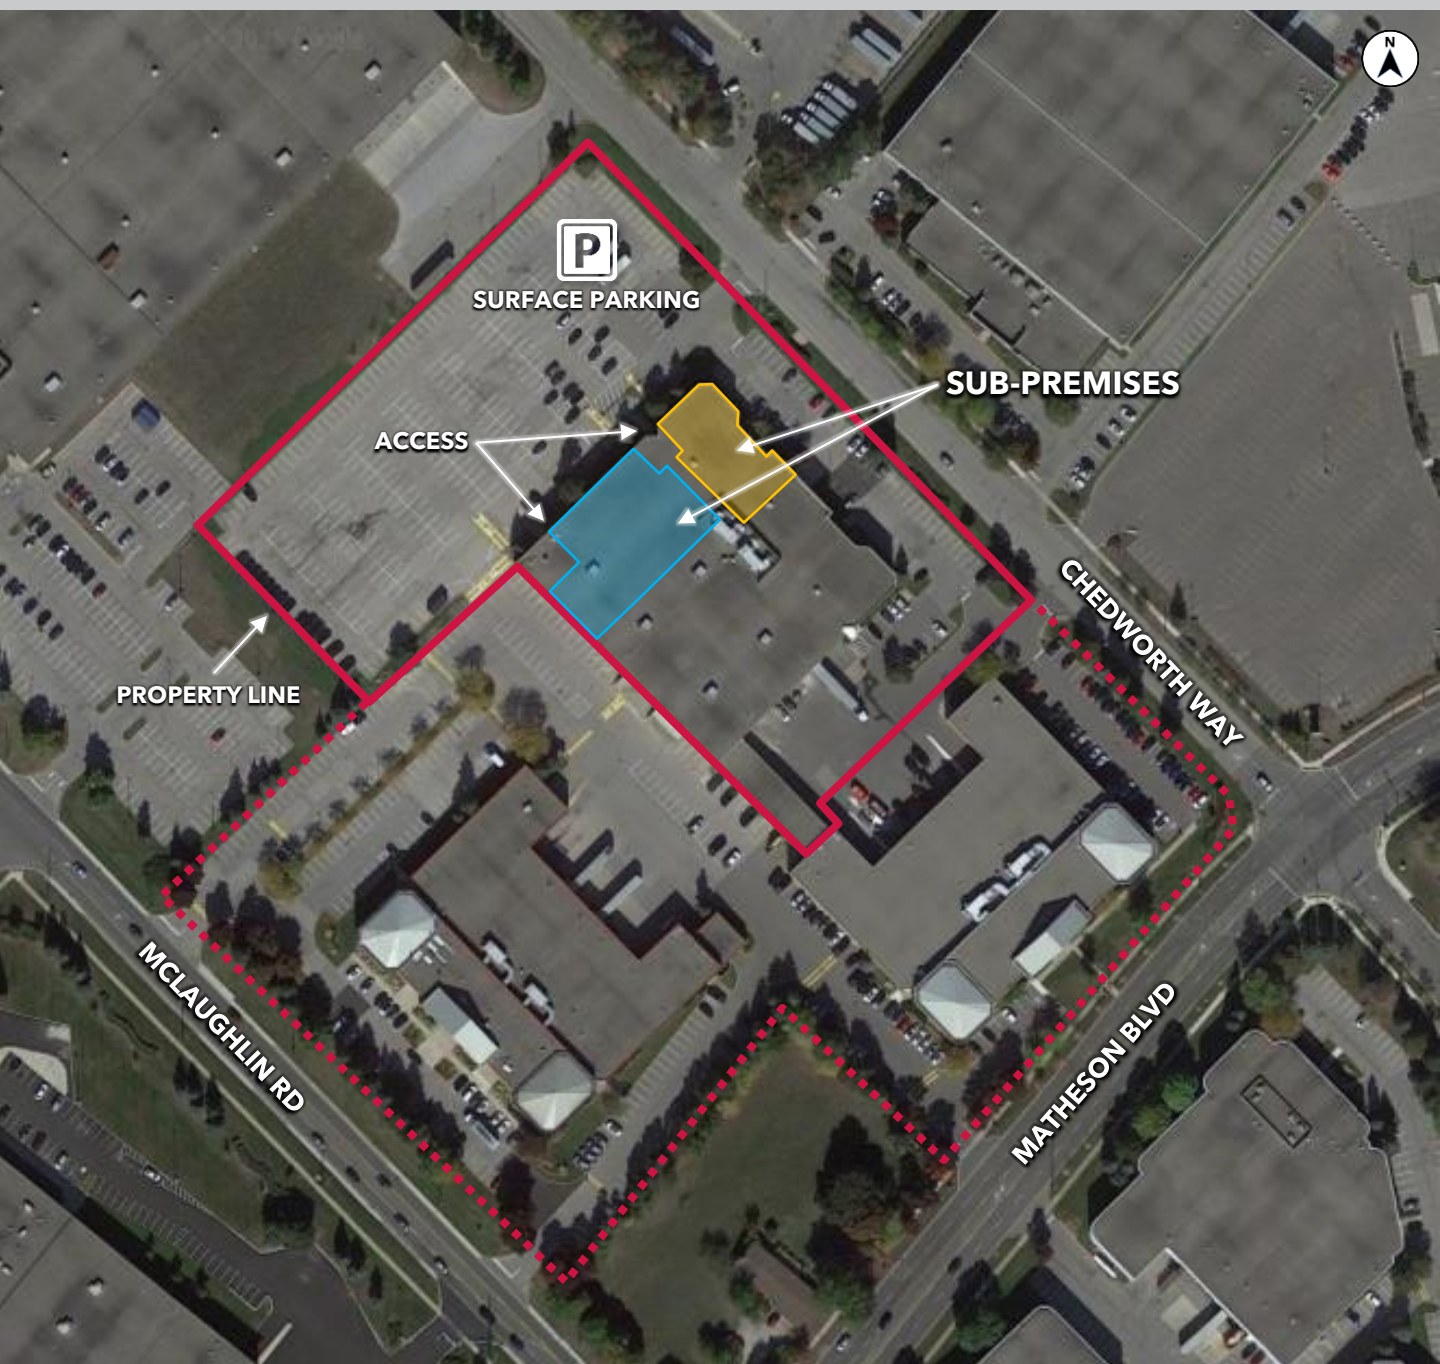 N
P
SURFACE PARKING
SUB-PREMISES
ACCESS
PROPERTY LINE
CHEDWORTH WAY
MCLAUGHLIN RD
MATHESON BLVD